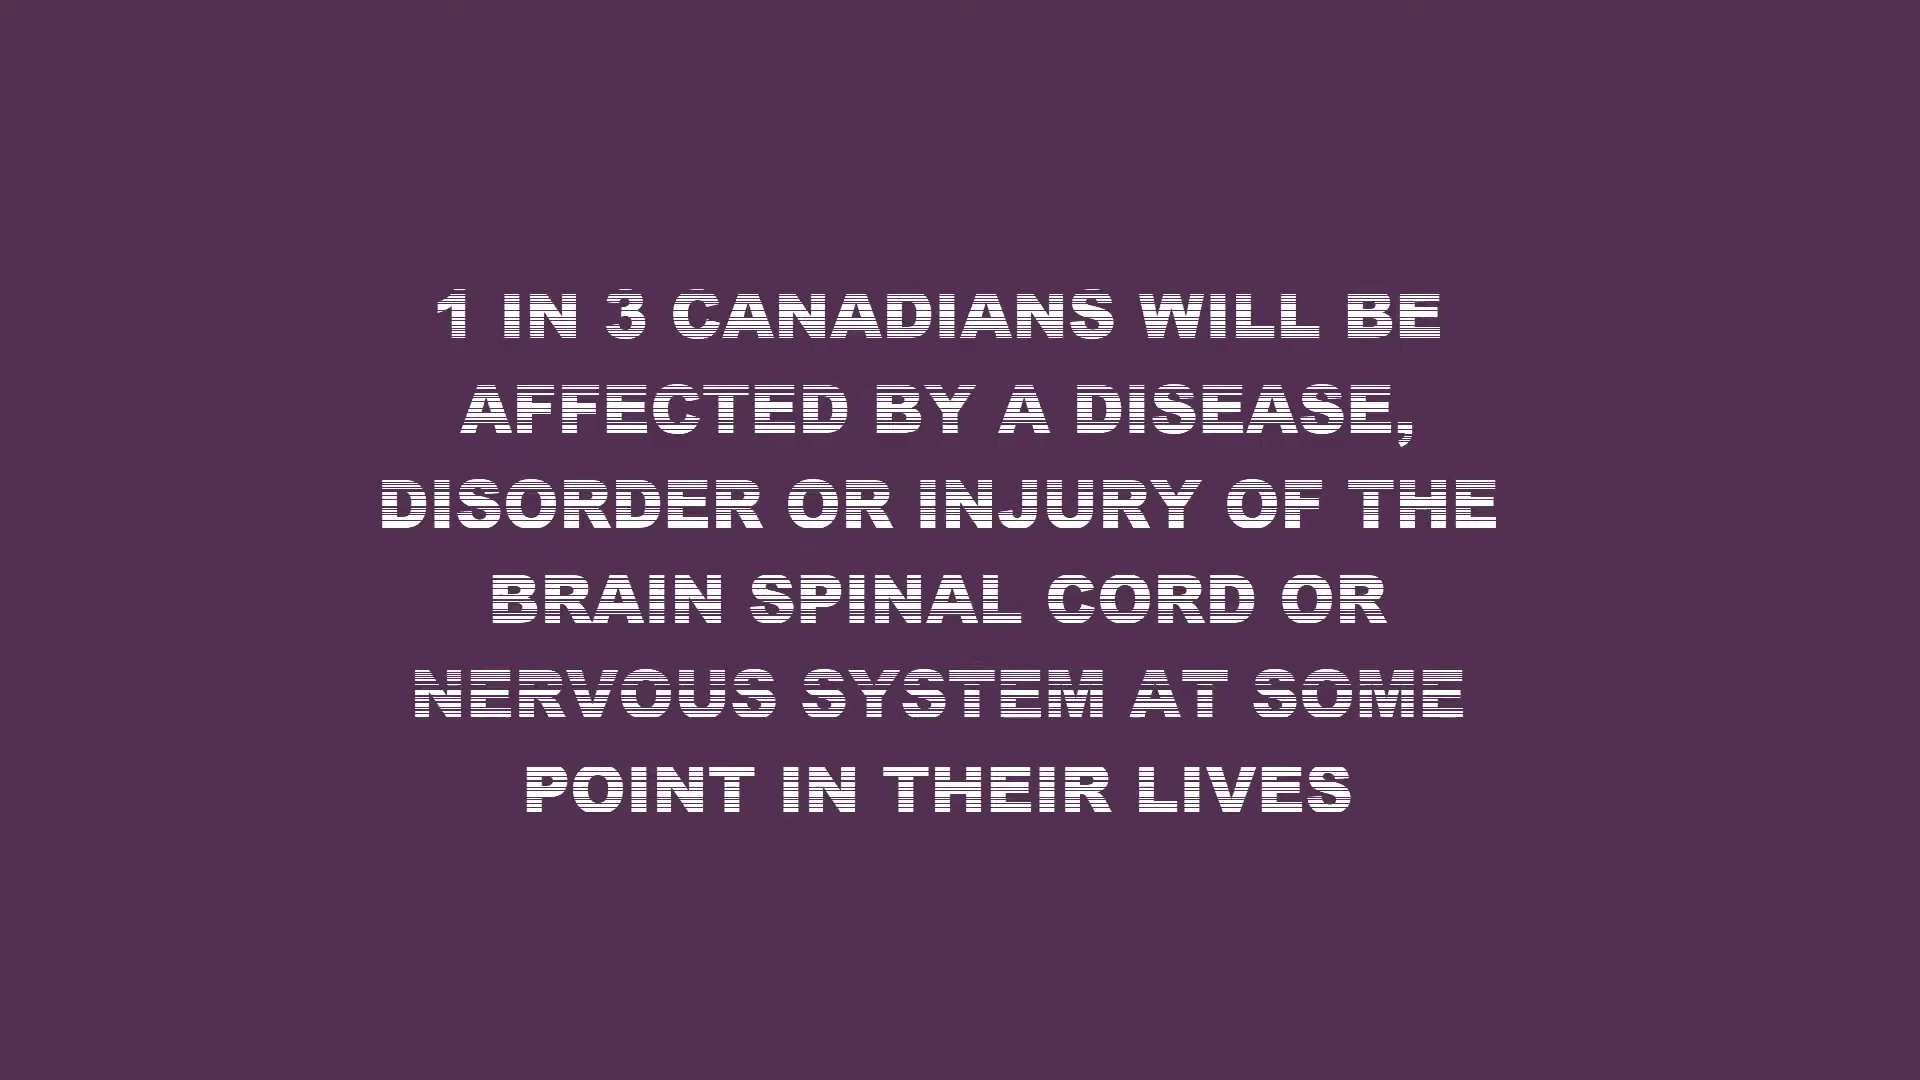 1 IN 3 CANADIANS WILL BE
AFFECTED BY A DISEASE,
DISORDER OR INJURY OF THE
BRAIN SPINAL CORD OR
NERVOUS SYSTEM AT SOME
POINT IN THEIR LIVES